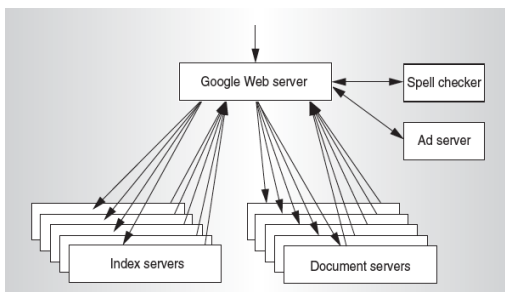 Google Web server
Spell checker
Ad server
Index servers
Document servers